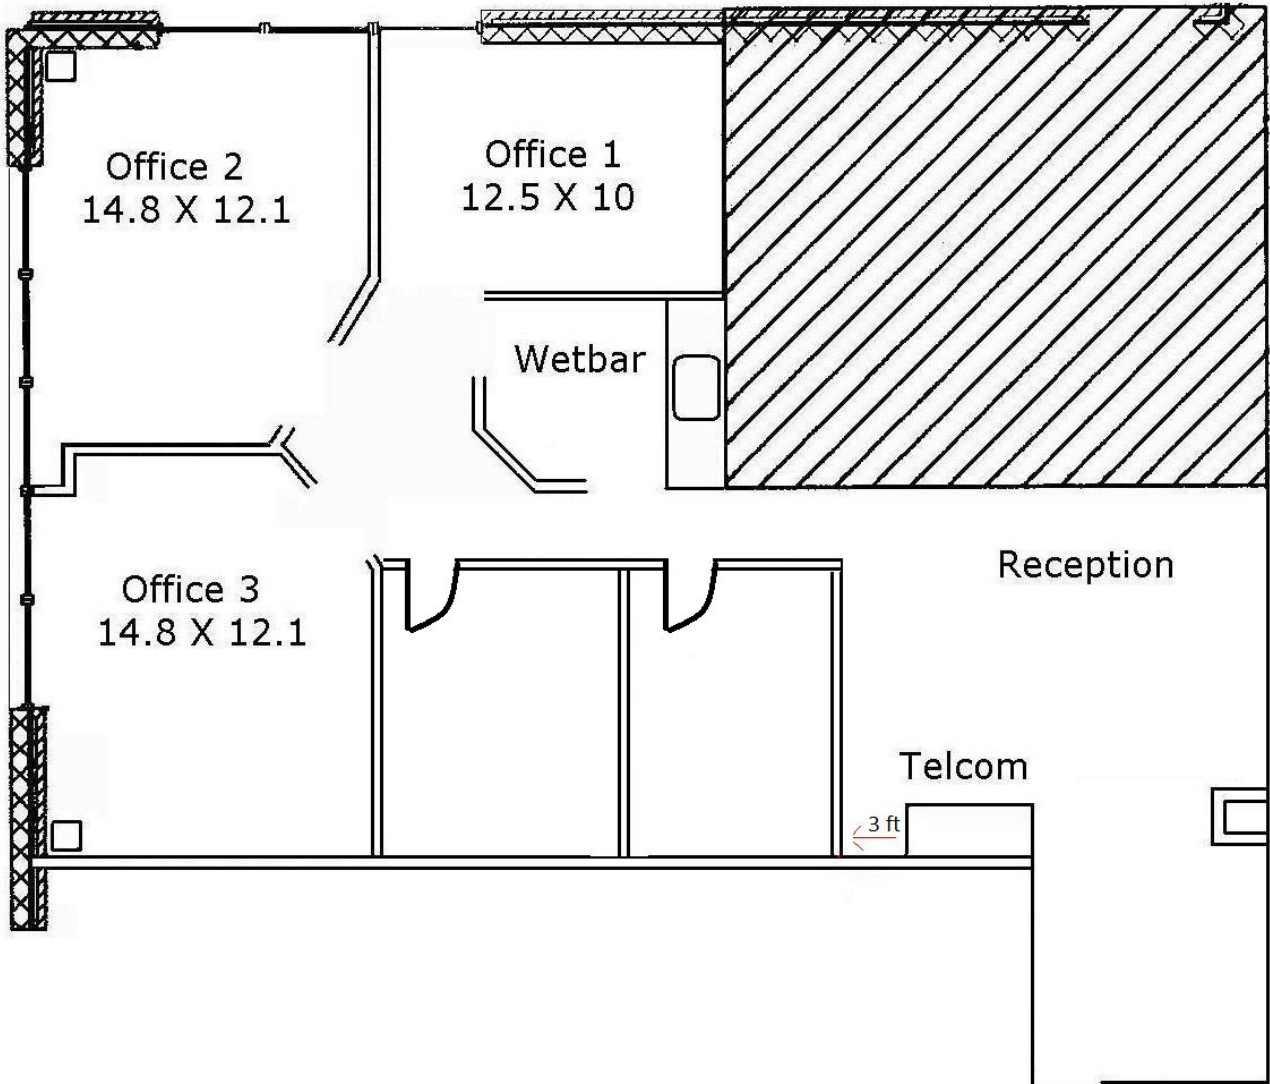 Office 2
14.8 X 12.1
Office 1
12.5 X 10
Wetbar
Reception
Office 3
14.8 X 12.1
Telcom
3 ft